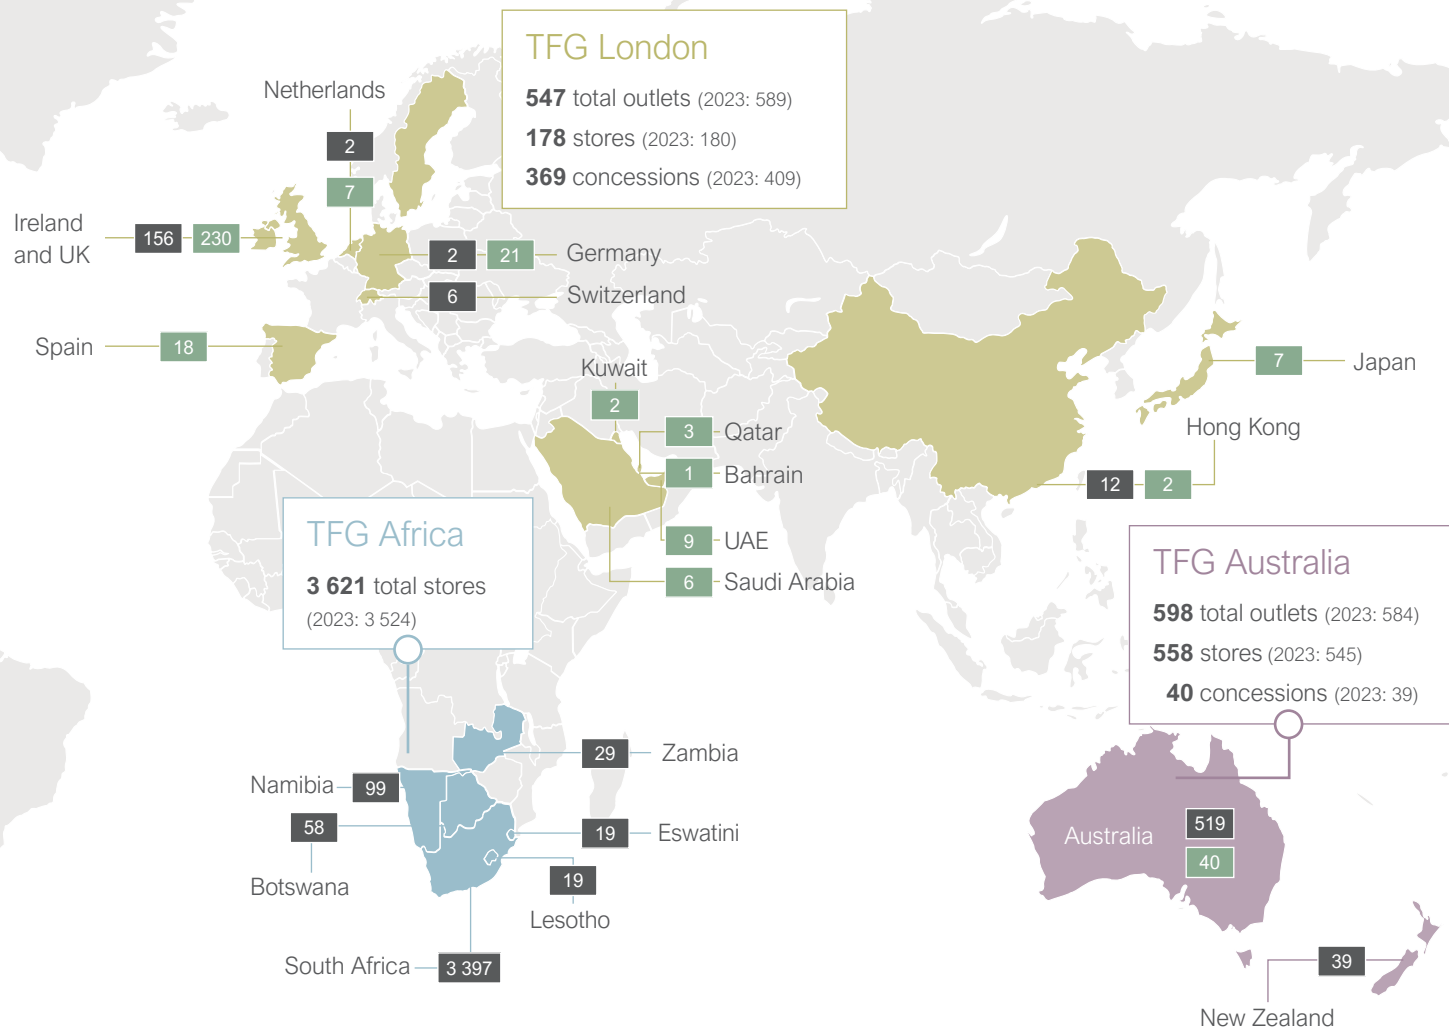 TFG London
547 total outlets (2023: 589)
178 stores (2023: 180)
369 concessions (2023: 409)
Netherlands
2
7
Ireland
and UK
156 230
2 21 Germany
6 Switzerland
Spain 18
Kuwait
2
3 Qatar
1 Bahrain
9 UAE
6 Saudi Arabia
7 Japan
Hong Kong
12 2
TFG Africa
3 621 total stores
(2023: 3 524)
29 Zambia
Namibia 99
58
Botswana
19 Eswatini
19
Lesotho
South Africa 3 397
TFG Australia
598 total outlets (2023: 584)
558 stores (2023: 545)
40 concessions (2023: 39)
Australia
519
40
39
New Zealand